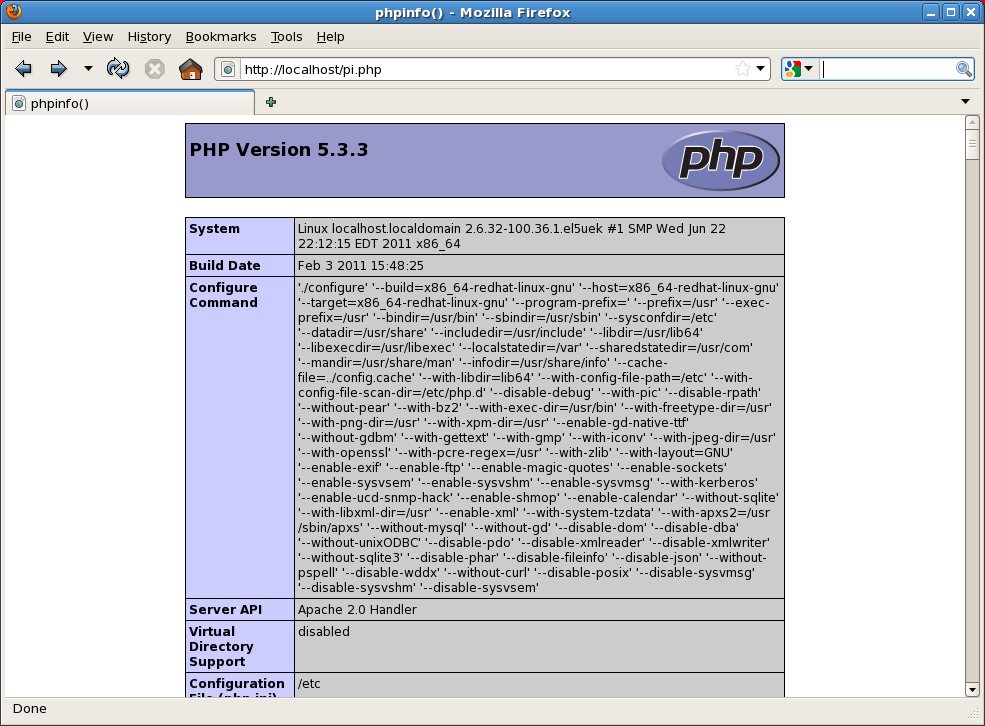 phpinfo() - Mozilla Firefox
File Edit View History Bookmarks Tools Help
http://localhost/pi.php
phpinfo()
PHP Version 5.3.3
php
System
Linux localhost.localdomain 2.6.32-100.36.1.el5uek #1 SMP Wed Jun 22
22:12:15 EDT 2011 x86_64
Build Date
Feb 3 2011 15:48:25
Configure
Command
'./configure' '--build=x86_64-redhat-linux-gnu' '--host=x86_64-redhat-linux-gnu'
'--target=x86_64-redhat-linux-gnu' '--program-prefix=' '--prefix=/usr' '--exec-
prefix=/usr' '--bindir=/usr/bin' '--sbindir=/usr/sbin' '--sysconfdir=/etc'
'--datadir=/usr/share' '--includedir=/usr/include' '--libdir=/usr/lib64'
'--libexecdir=/usr/libexec' '--localstatedir=/var' '--sharedstatedir=/usr/com'
'--mandir=/usr/share/man' '--infodir=/usr/share/info' '--cache-
file=../config.cache' '--with-libdir=lib64' '--with-config-file-path=/etc' '--with-
config-file-scan-dir=/etc/php.d' '--disable-debug' '--with-pic' '--disable-rpath'
'--without-pear' '--with-bz2' '--with-exec-dir=/usr/bin' '--with-freetype-dir=/usr'
'--with-png-dir=/usr' '--with-xpm-dir=/usr' '--enable-gd-native-ttf'
'--without-gdbm' '--with-gettext' '--with-gmp' '--with-iconv' '--with-jpeg-dir=/usr'
'--with-openssl' '--with-pcre-regex=/usr' '--with-zlib' '--with-layout=GNU'
'--enable-exif' '--enable-ftp' '--enable-magic-quotes' '--enable-sockets'
'--enable-sysvsem' '--enable-sysvshm' '--enable-sysvmsg' '--with-kerberos'
'--enable-ucd-snmp-hack' '--enable-shmop' '--enable-calendar' '--without-sqlite'
'--with-libxml-dir=/usr' '--enable-xml' '--with-system-tzdata' '--with-apxs2=/usr
/sbin/apxs' '--without-mysql' '--without-gd' '--disable-dom' '--disable-dba'
'--without-unixODBC' '--disable-pdo' '--disable-xmlreader' '--disable-xmlwriter'
'--without-sqlite3' '--disable-phar' '--disable-fileinfo' '--disable-json' '--without-
pspell' '--disable-wddx' '--without-curl' '--disable-posix' '--disable-sysvmsg'
'--disable-sysvshm' '--disable-sysvsem'
Server API
Apache 2.0 Handler
Virtual
Directory
Support
disabled
Configuration
File (php.ini)
/etc
Done